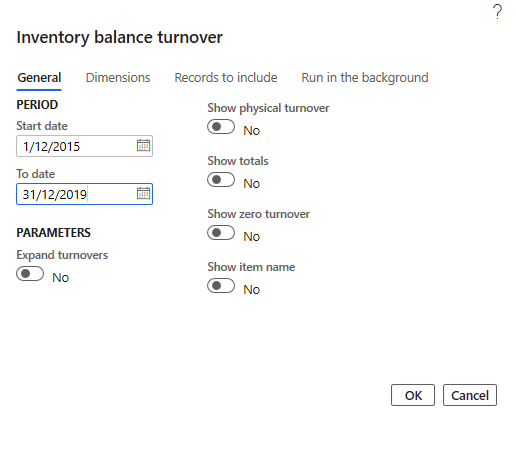 ?
Inventory balance turnover
General Dimensions Records to include Run in the background
PERIOD
Start date
1/12/2015
To date
31/12/2019
PARAMETERS
Expand turnovers
No
Show physical turnover
No
Show totals
No
Show zero turnover
No
Show item name
No
OK Cancel